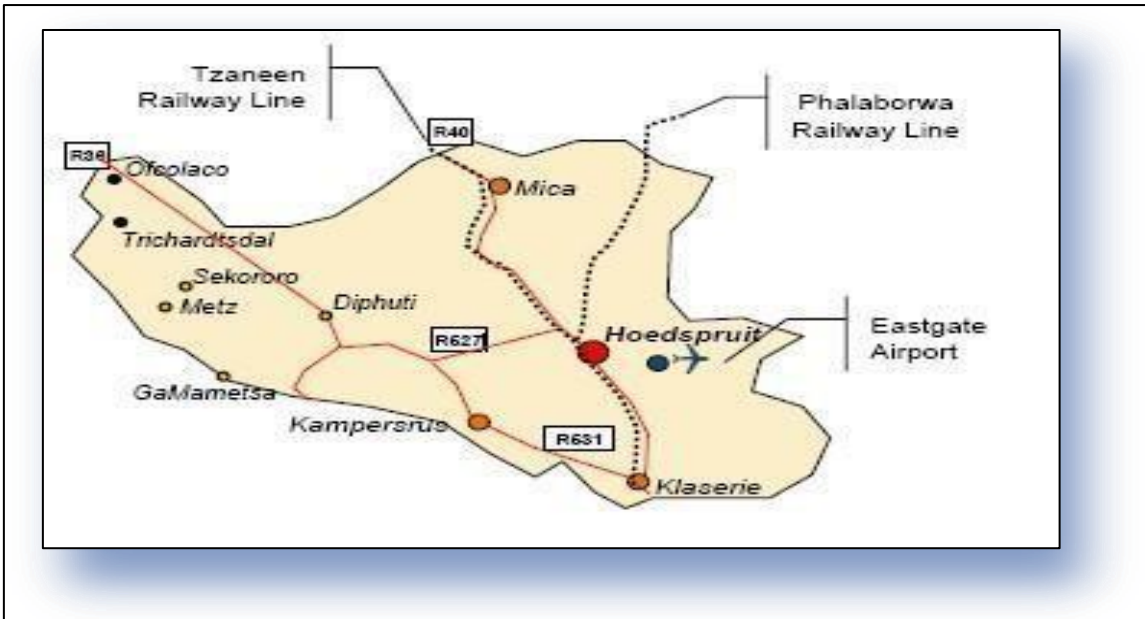 Tzaneen
Railway Line
Phalaborwa
Railway Line
R40
R36
Ofcolaco
Mica
Trichardtsdal
Sekororo
Metz
Diphuti
R527
Hoedspruit
Eastgate
Airport
GaMametsa
Kampersrus
R531
Klaserie